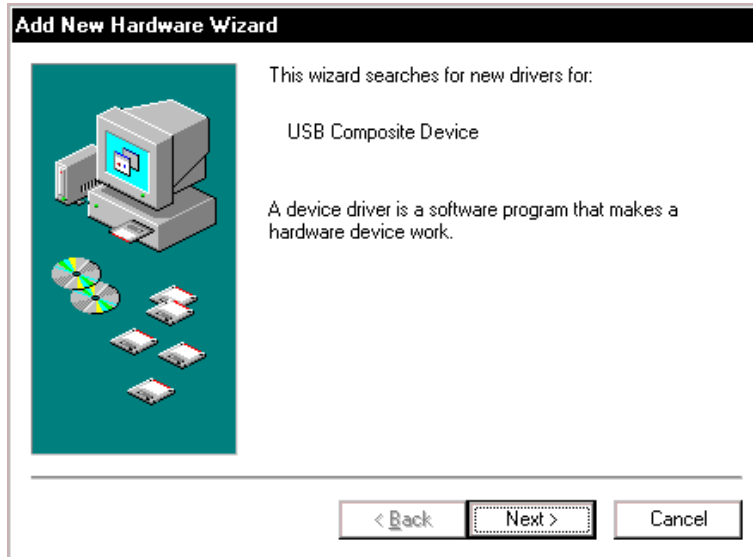 Add New Hardware Wizard
This wizard searches for new drivers for:
USB Composite Device
A device driver is a software program that makes a
hardware device work.
< Back
Next >
Cancel